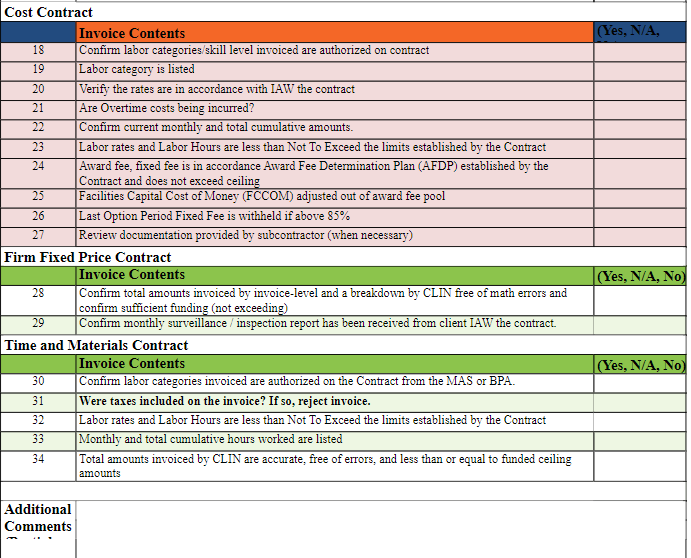 Cost Contract
Invoice Contents (Yes, N/A,
18 Confirm labor categories/skill level invoiced are authorized on contract
19 Labor category is listed
20 Verify the rates are in accordance with IAW the contract
21 Are Overtime costs being incurred?
22 Confirm current monthly and total cumulative amounts.
23 Labor rates and Labor Hours are less than Not To Exceed the limits established by the Contract
24 Award fee, fixed fee is in accordance Award Fee Determination Plan (AFDP) established by the
Contract and does not exceed ceiling
25 Facilities Capital Cost of Money (FCCOM) adjusted out of award fee pool
26 Last Option Period Fixed Fee is withheld if above 85%
27 Review documentation provided by subcontractor (when necessary)
Firm Fixed Price Contract
Invoice Contents (Yes, N/A, No)
28 Confirm total amounts invoiced by invoice-level and a breakdown by CLIN free of math errors and
confirm sufficient funding (not exceeding)
29 Confirm monthly surveillance / inspection report has been received from client IAW the contract.
Time and Materials Contract
Invoice Contents (Yes, N/A, No)
30 Confirm labor categories invoiced are authorized on the Contract from the MAS or BPA.
31 Were taxes included on the invoice? If so, reject invoice.
32 Labor rates and Labor Hours are less than Not To Exceed the limits established by the Contract
33 Monthly and total cumulative hours worked are listed
34 Total amounts invoiced by CLIN are accurate, free of errors, and less than or equal to funded ceiling
amounts
Additional
Comments